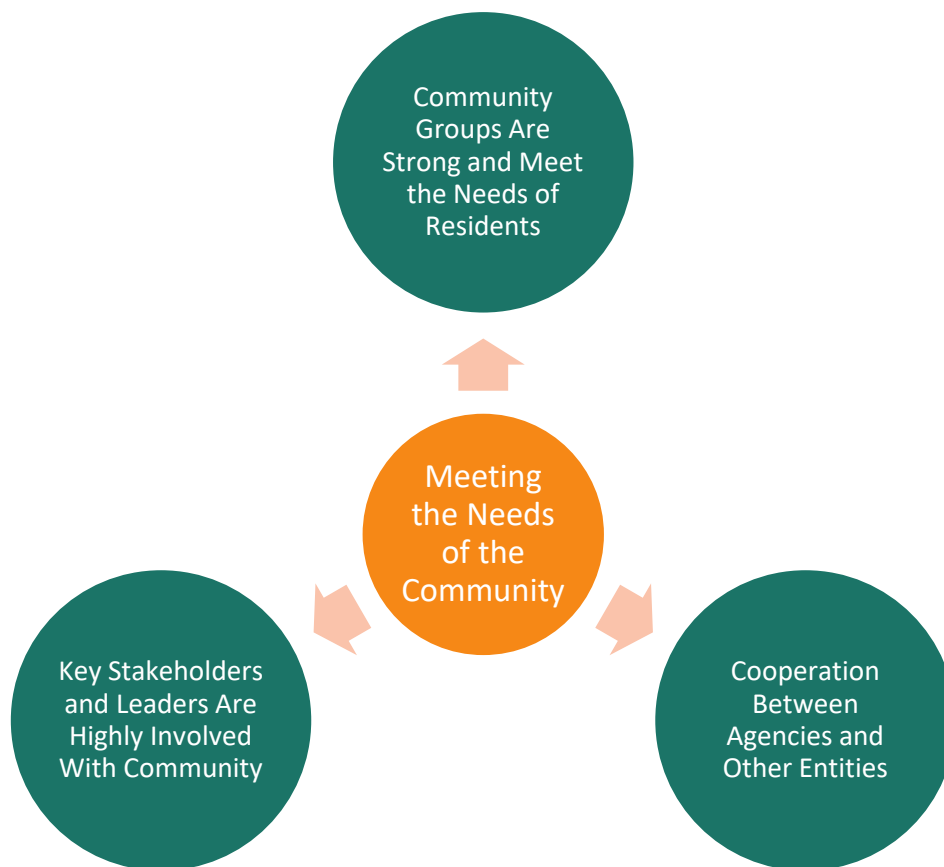 Community
Groups Are
Strong and Meet
the Needs of
Residents
Meeting
the Needs
of the
Community
Key Stakeholders
and Leaders Are
Highly Involved
With Community
Cooperation
Between
Agencies and
Other Entities